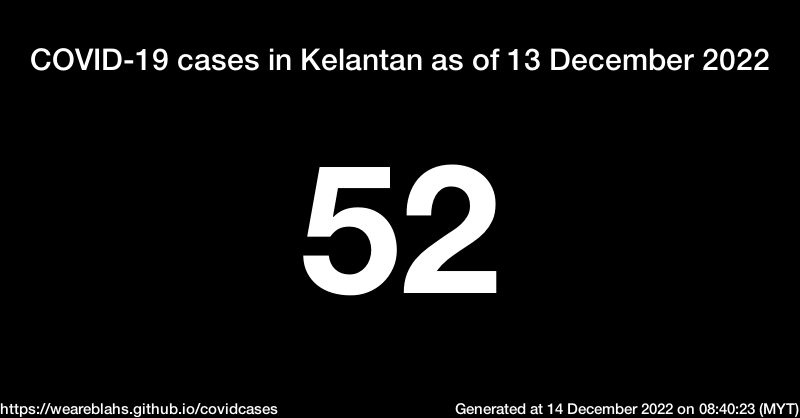 COVID-19 cases in Kelantan as of 13 December 2022
52
https://weareblahs.github.io/covidcases
Generated at 14 December 2022 on 08:40:23 (MYT)